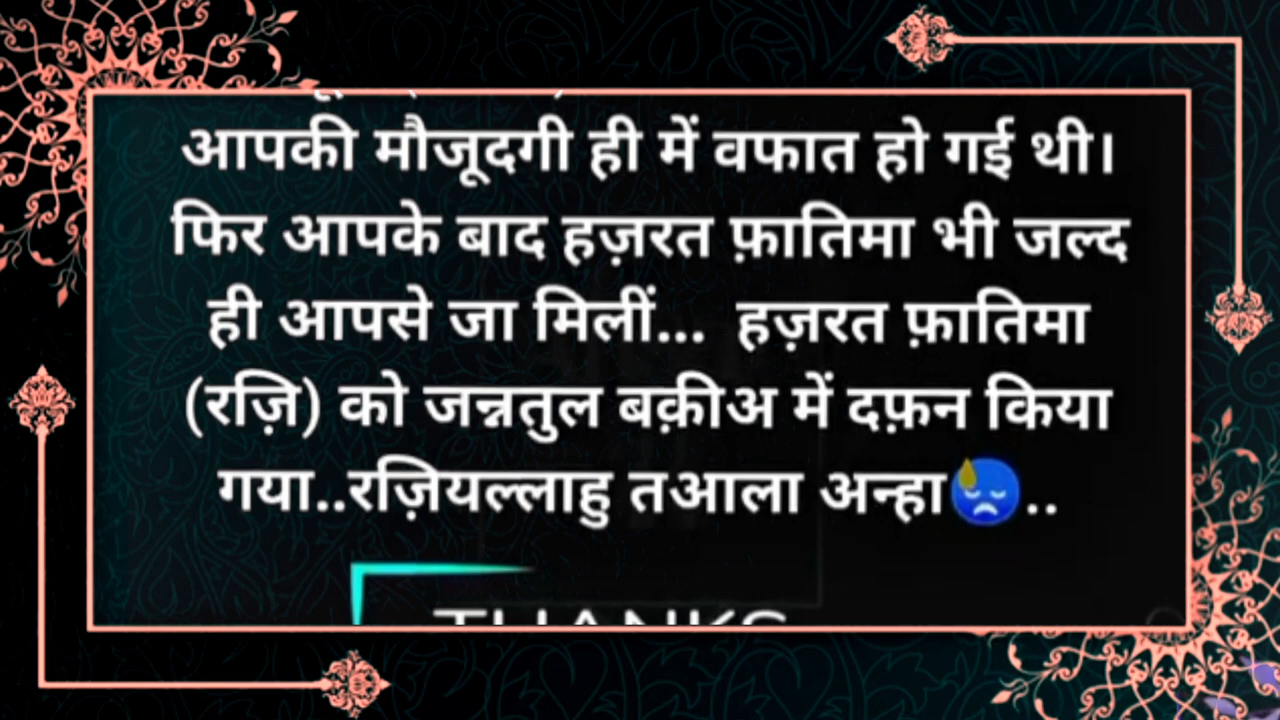 आपकी मौजूदगी ही में वफात हो गई थी।
फिर आपके बाद हज़रत फ़ातिमा भी जल्द
ही आपसे जा मिलीं... हज़रत फ़ातिमा
(रज़ि) को जन्नतुल बक़ीअ में दफ़न किया
गया..रज़ियल्लाहु तआला अन्हा😓..
THANKS